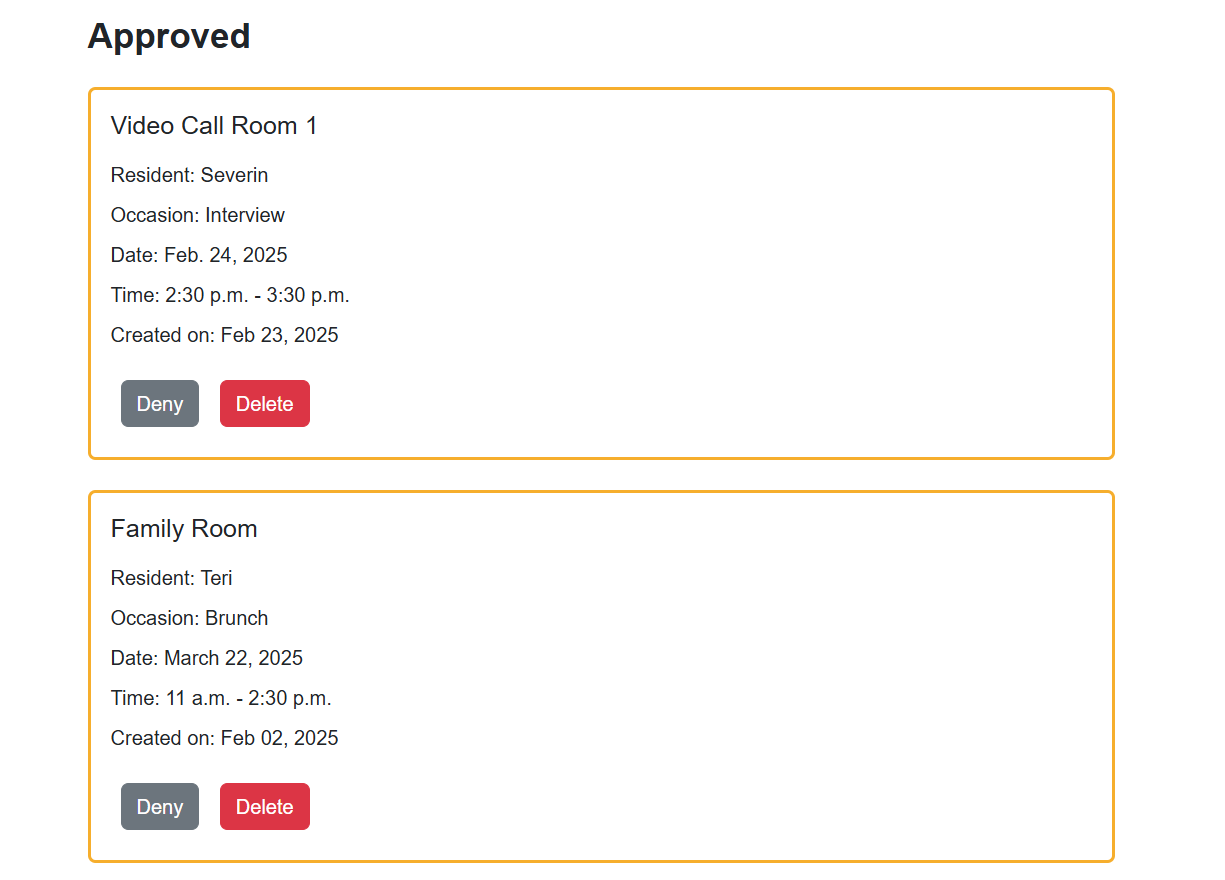 Approved
Video Call Room 1
Resident: Severin
Occasion: Interview
Date: Feb. 24, 2025
Time: 2:30 p.m. - 3:30 p.m.
Created on: Feb 23, 2025
Deny Delete
Family Room
Resident: Teri
Occasion: Brunch
Date: March 22, 2025
Time: 11 a.m. - 2:30 p.m.
Created on: Feb 02, 2025
Deny Delete